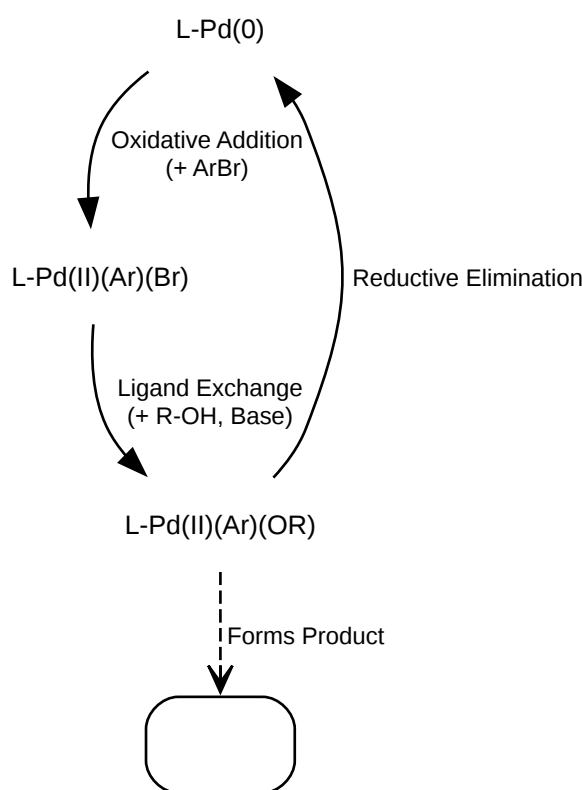 L-Pd(0)
Oxidative Addition
(+ ArBr)
L-Pd(II)(Ar)(Br)
Reductive Elimination
Ligand Exchange
(+ R-OH, Base)
L-Pd(II)(Ar)(OR)
Forms Product